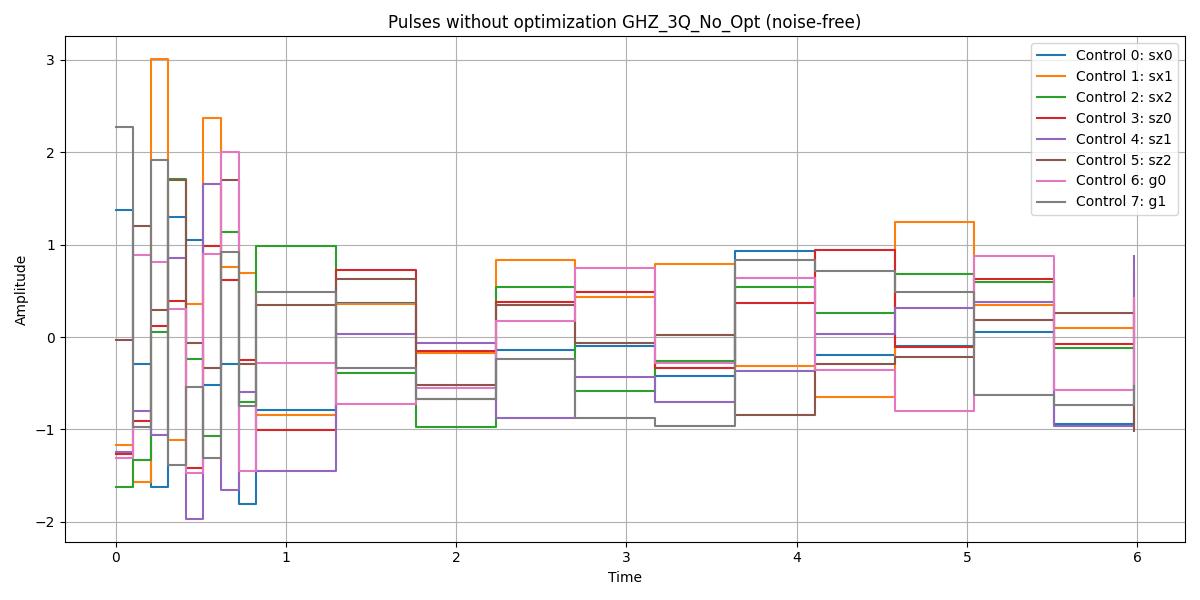 Pulses without optimization GHZ_3Q_No_Opt (noise-free)
Amplitude
3
2
1
0
−1
−2
0
1
2
3
4
5
6
Time
Control 0: sx0
Control 1: sx1
Control 2: sx2
Control 3: sz0
Control 4: sz1
Control 5: sz2
Control 6: g0
Control 7: g1